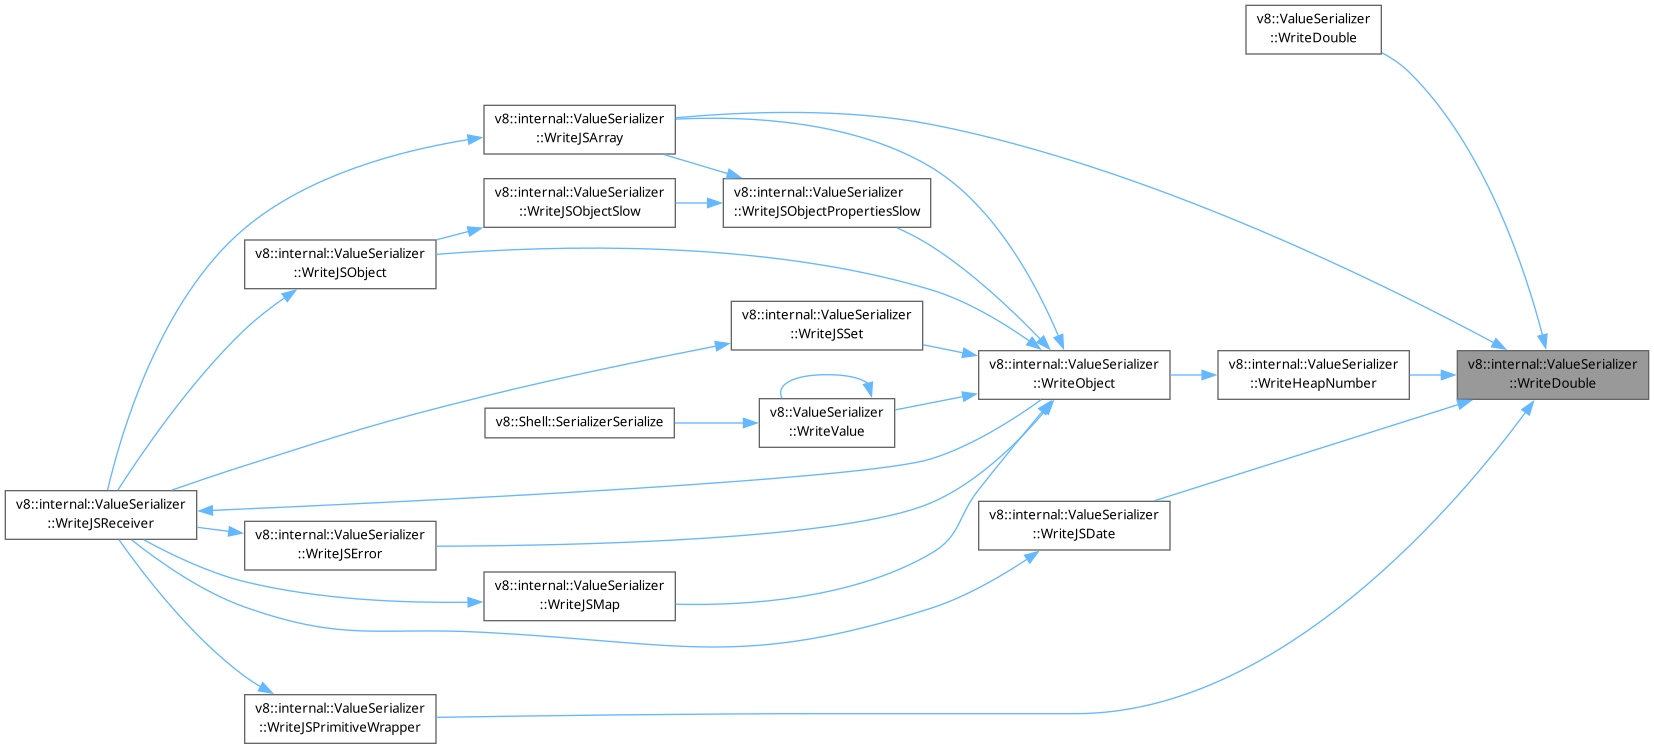 v8::ValueSerializer
::WriteDouble
v8::internal::ValueSerializer
::WriteJSArray
v8::internal::ValueSerializer
::WriteJSObjectSlow
v8::internal::ValueSerializer
::WriteJSObjectPropertiesSlow
v8::internal::ValueSerializer
::WriteJSObject
v8::internal::ValueSerializer
::WriteJSSet
v8::internal::ValueSerializer
::WriteObject
v8::internal::ValueSerializer
::WriteHeapNumber
v8::internal::ValueSerializer
::WriteDouble
v8::Shell::SerializerSerialize
v8::ValueSerializer
::WriteValue
v8::internal::ValueSerializer
::WriteJSReceiver
v8::internal::ValueSerializer
::WriteJSError
v8::internal::ValueSerializer
::WriteJSDate
v8::internal::ValueSerializer
::WriteJSMap
v8::internal::ValueSerializer
::WriteJSPrimitiveWrapper